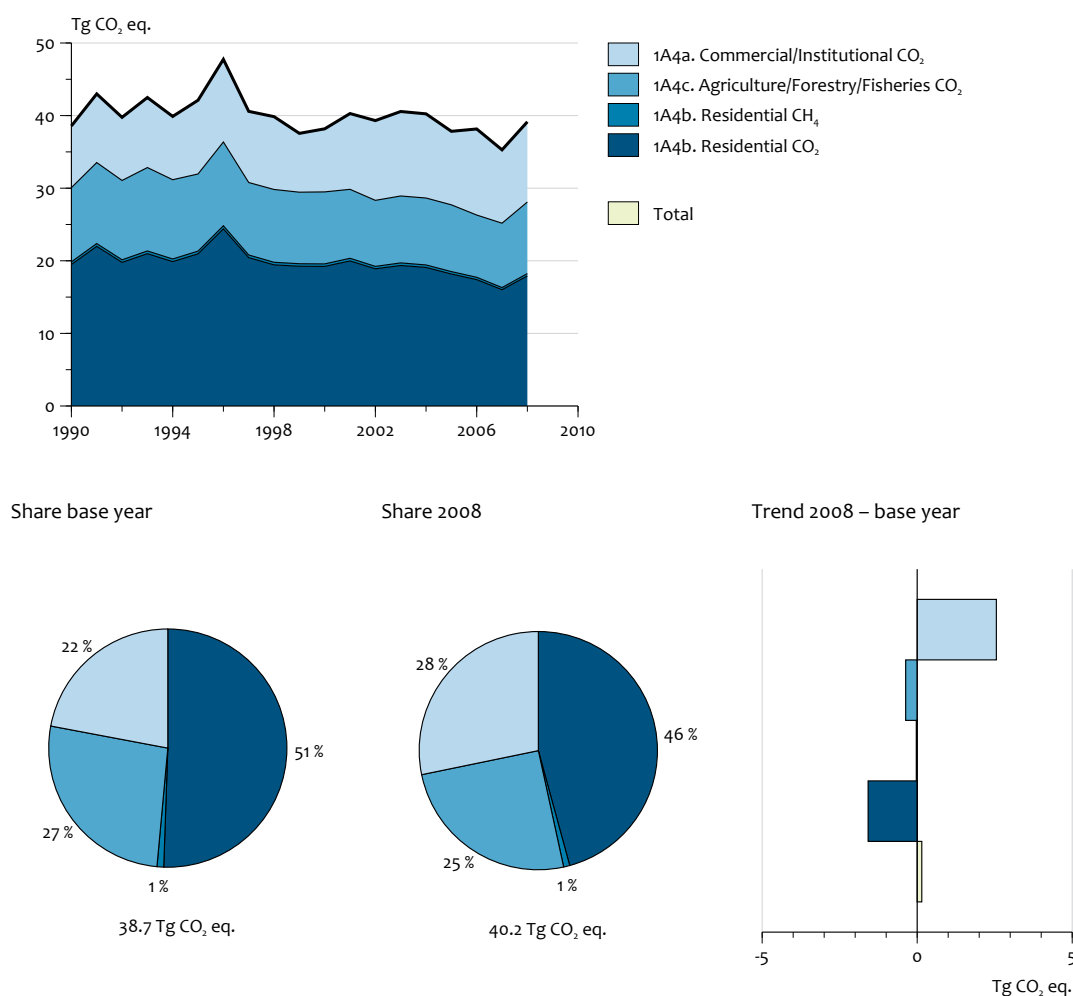 Tg CO₂ eq.
50
40
30
20
10
0
1990 1994 1998 2002 2006 2010
1A4a. Commercial/Institutional CO₂
1A4c. Agriculture/Forestry/Fisheries CO₂
1A4b. Residential CH₄
1A4b. Residential CO₂
Total
Share base year
22 %
51 %
27 %
1 %
38.7 Tg CO₂ eq.
Share 2008
28 %
46 %
25 %
1 %
40.2 Tg CO₂ eq.
Trend 2008 – base year
-5 0 5
Tg CO₂ eq.